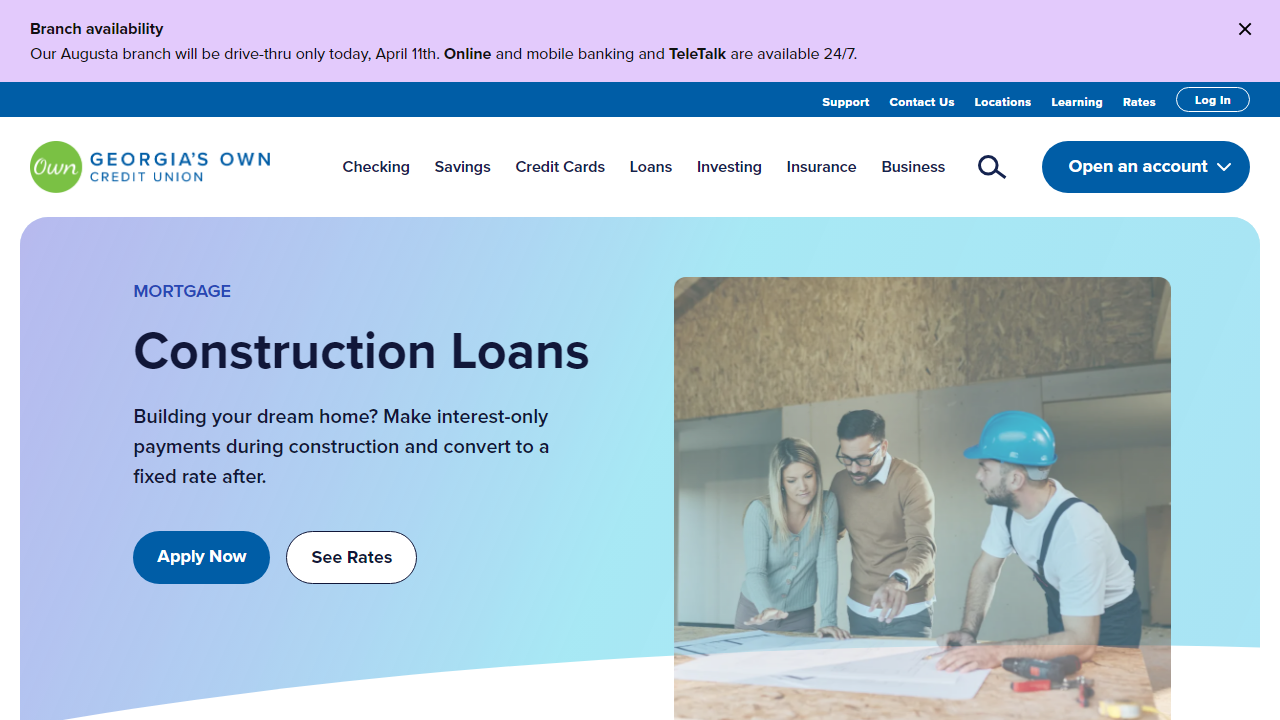 Branch availability
Our Augusta branch will be drive-thru only today, April 11th. Online and mobile banking and TeleTalk are available 24/7.
Support Contact Us Locations Learning Rates Log In
Own GEORGIA'S OWN
CREDIT UNION
Checking Savings Credit Cards Loans Investing Insurance Business Open an account
MORTGAGE
Construction Loans
Building your dream home? Make interest-only
payments during construction and convert to a
fixed rate after.
Apply Now See Rates